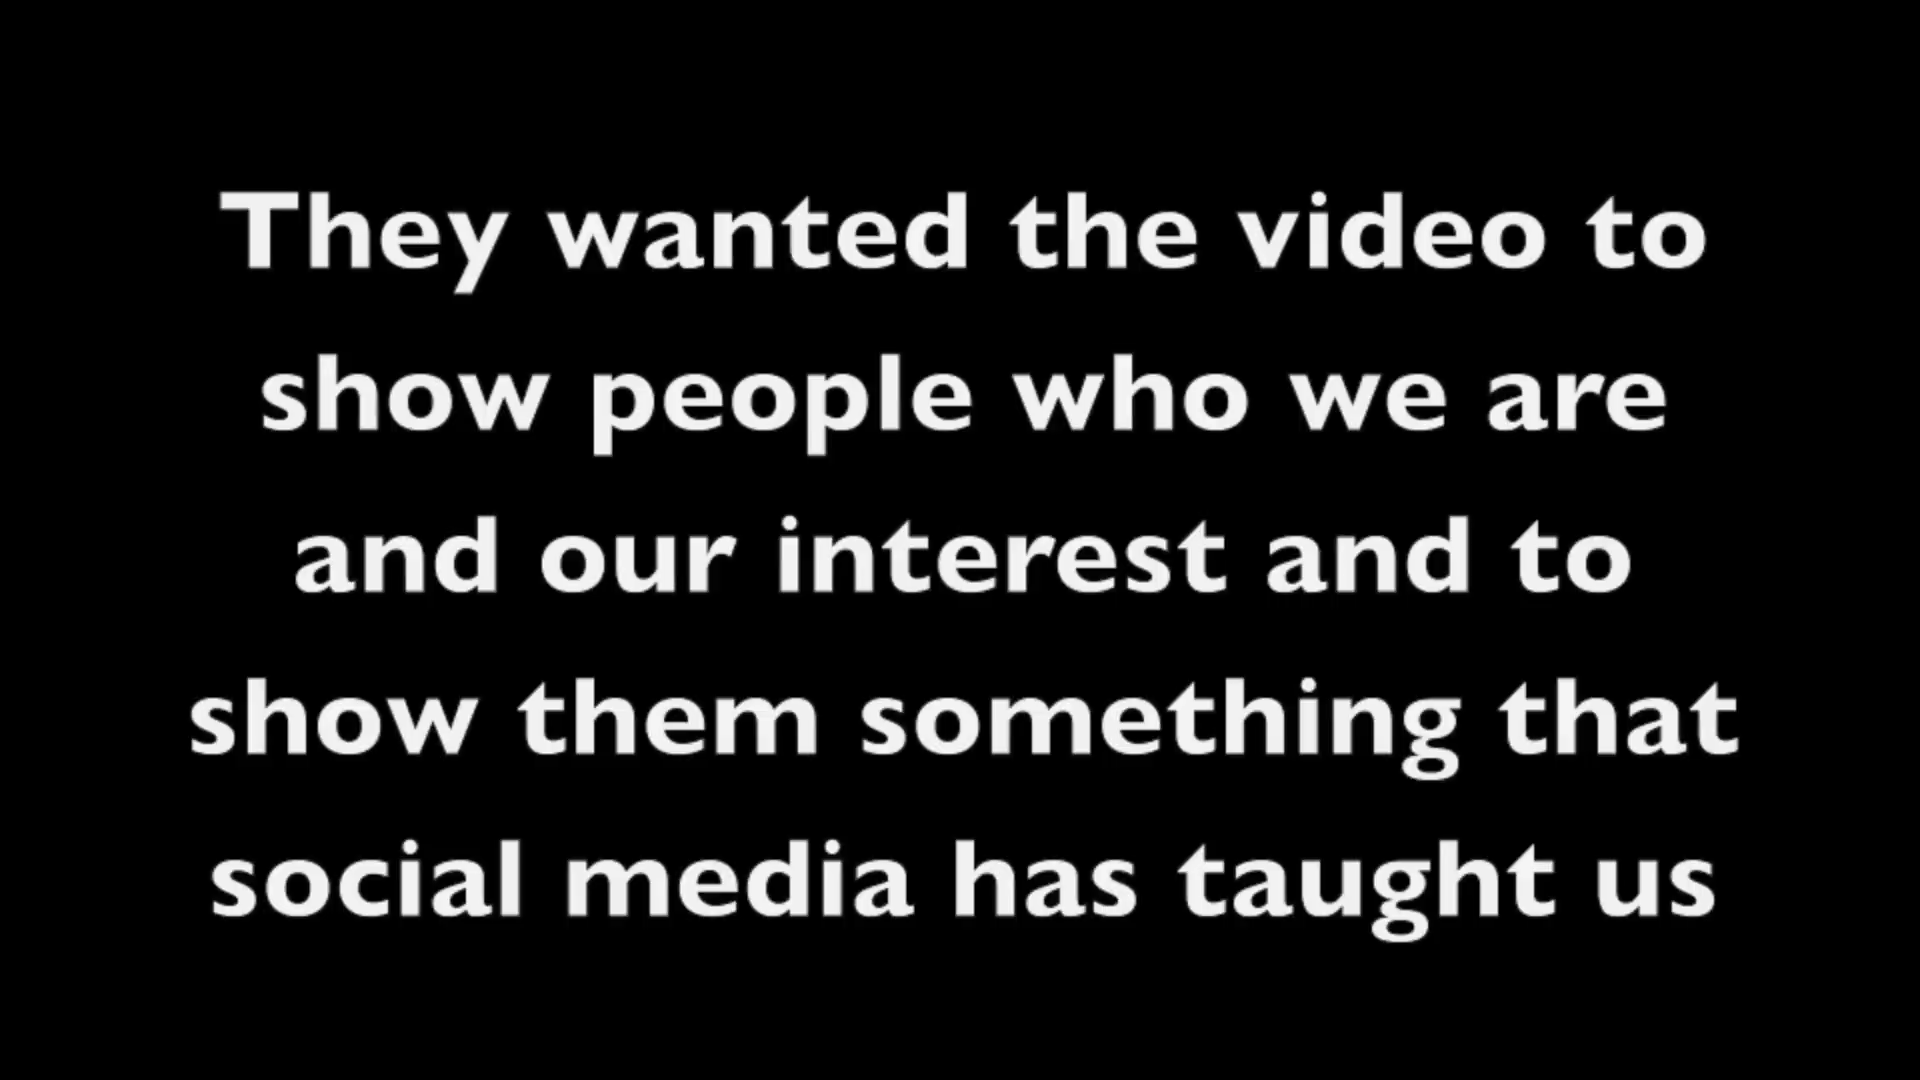 They wanted the video to
show people who we are
and our interest and to
show them something that
social media has taught us